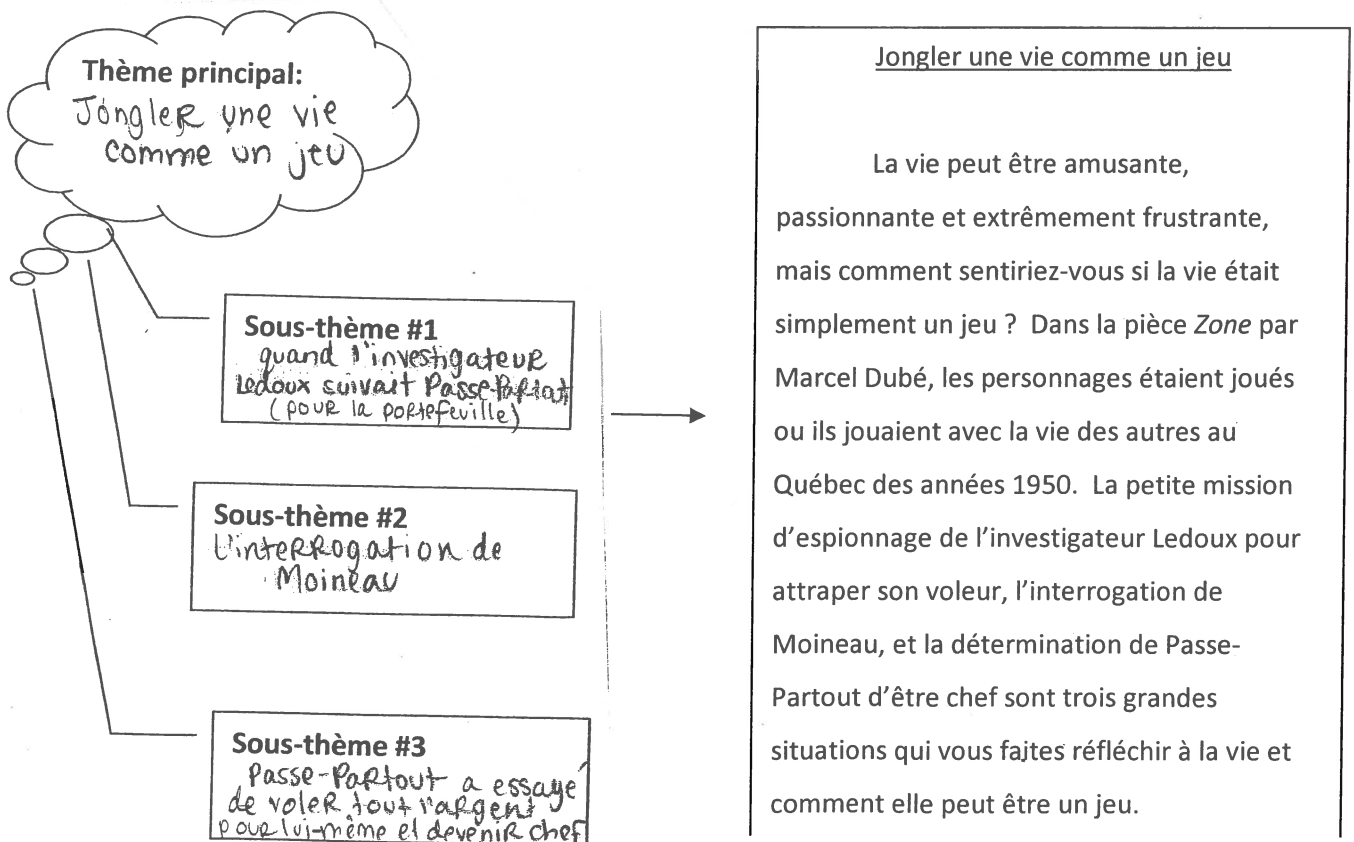 Thème principal:
Jongler une vie
comme un jeu
Sous-thème #1
quand l'investigateur
Ledoux suivait Passe-Partout
(pour la portefeuille)
Sous-thème #2
L'interrogation de
Moineau
Sous-thème #3
Passe-Partout a essayé
de voler tout l'argent
pour lui-même et devenir chef
Jongler une vie comme un jeu
La vie peut être amusante,
passionnante et extrêmement frustrante,
mais comment sentiriez-vous si la vie était
simplement un jeu ? Dans la pièce Zone par
Marcel Dubé, les personnages étaient joués
ou ils jouaient avec la vie des autres au
Québec des années 1950. La petite mission
d'espionnage de l'investigateur Ledoux pour
attraper son voleur, l'interrogation de
Moineau, et la détermination de Passe-
Partout d'être chef sont trois grandes
situations qui vous faites réfléchir à la vie et
comment elle peut être un jeu.